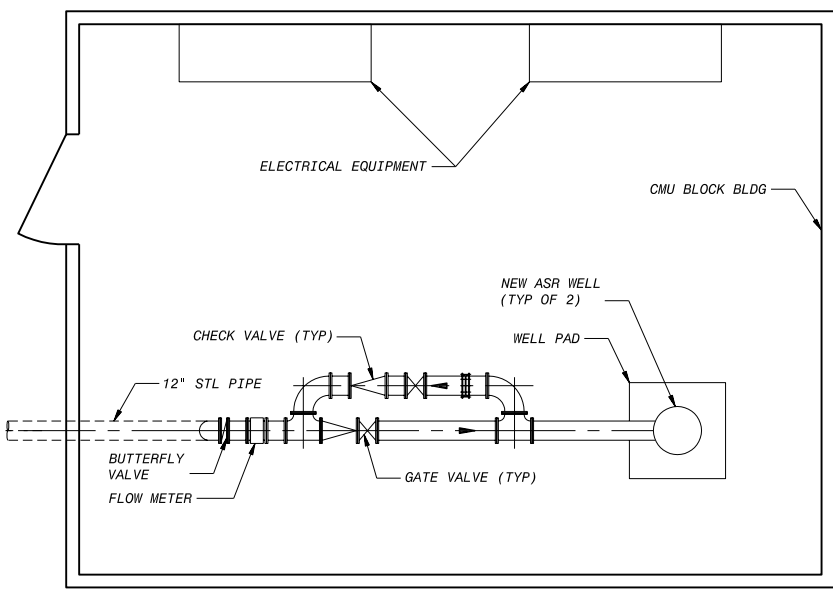 ELECTRICAL EQUIPMENT
CMU BLOCK BLDG
NEW ASR WELL
(TYP OF 2)
CHECK VALVE (TYP)
WELL PAD
12" STL PIPE
BUTTERFLY
VALVE
GATE VALVE (TYP)
FLOW METER